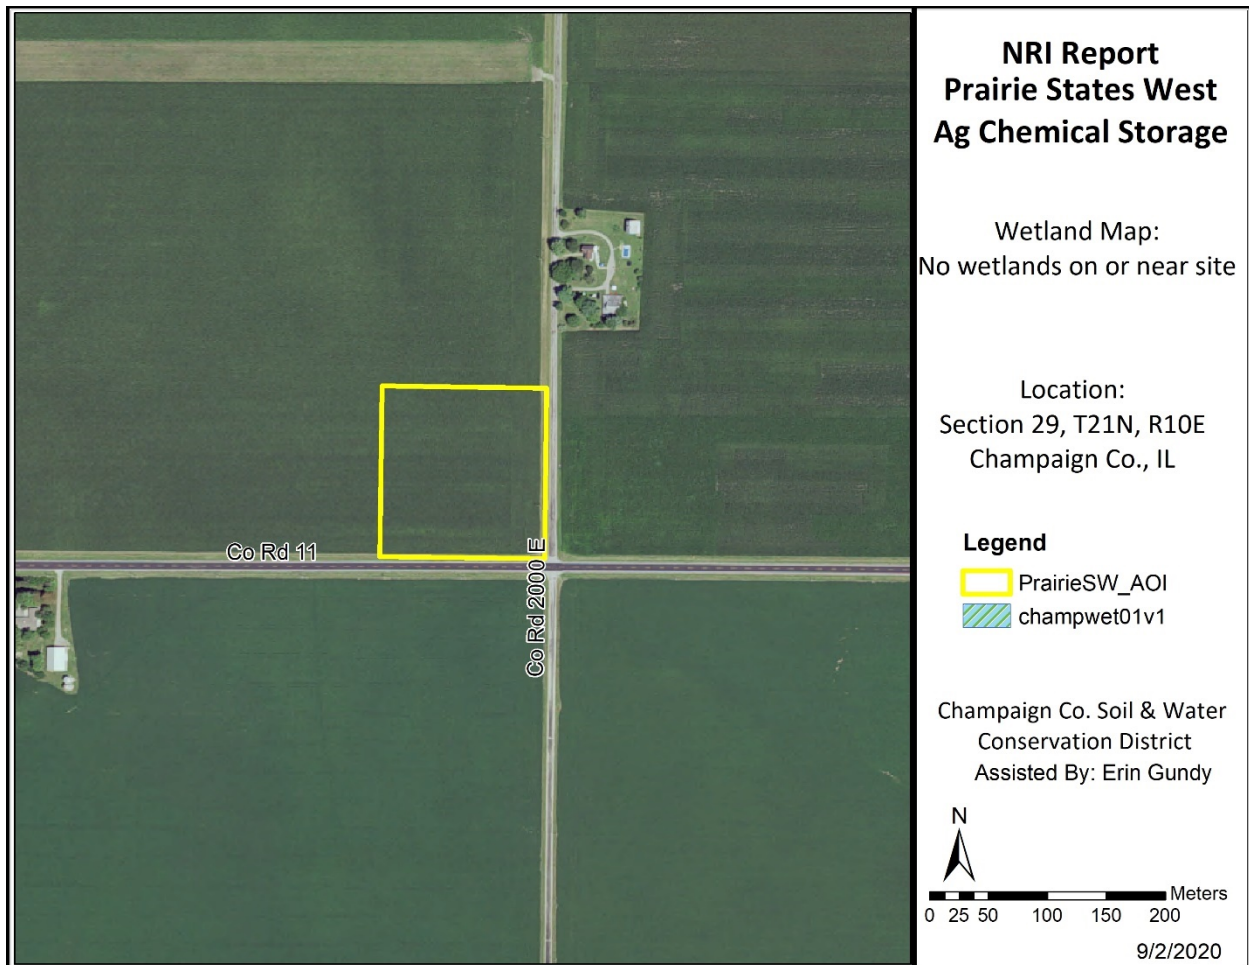 NRI Report
Prairie States West
Ag Chemical Storage
Wetland Map:
No wetlands on or near site
Location:
Section 29, T21N, R10E
Champaign Co., IL
Legend
PrairieSW_AOI
champwet01v1
Champaign Co. Soil & Water
Conservation District
Assisted By: Erin Gundy
N
Meters
0 25 50 100 150 200
9/2/2020
Co Rd 11
Co Rd 2000 E